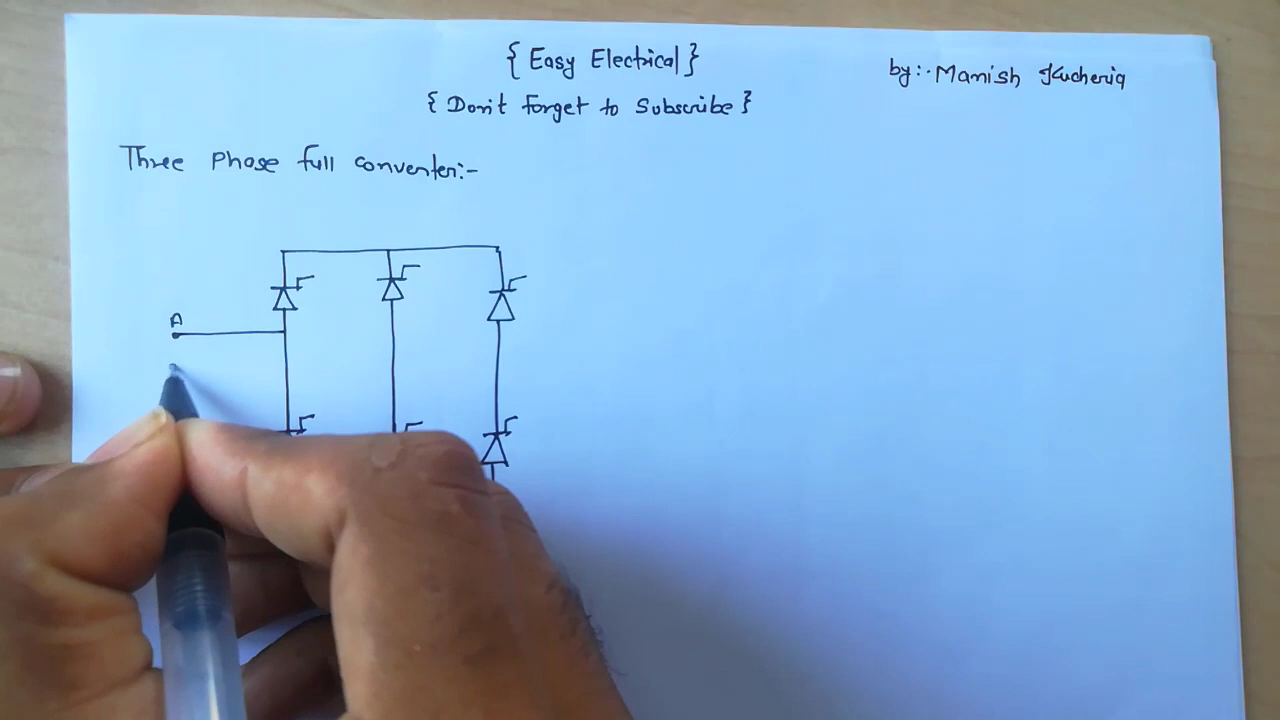 { Easy Electrical }
by:- Manish Kucheria
{ Don't forget to Subscribe }
Three Phase full converter:-
A